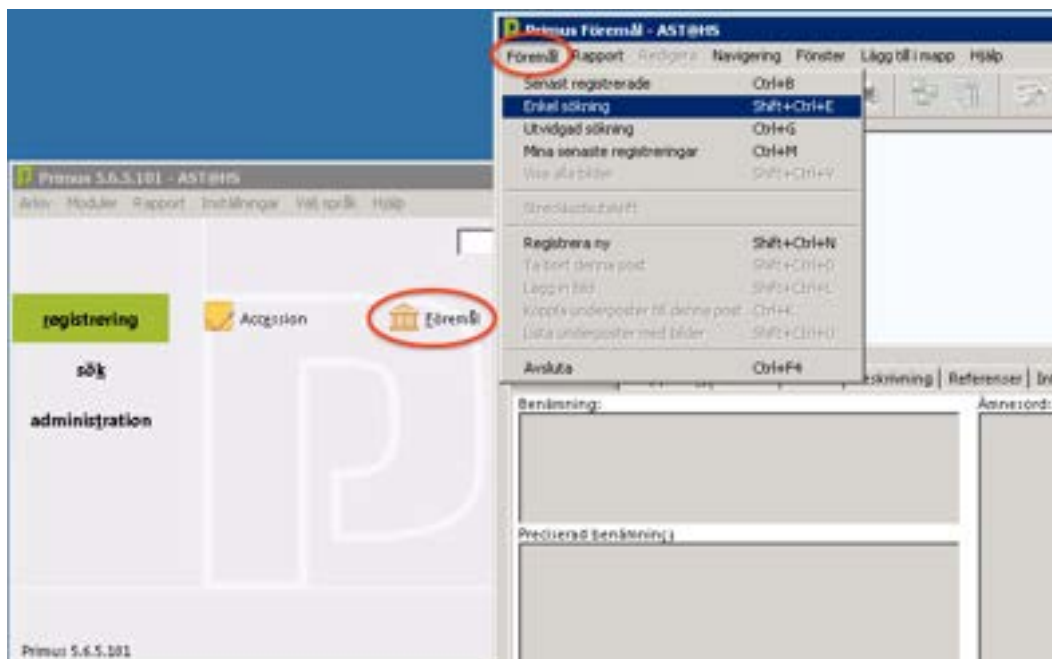 Primus Föremål - AST@HS
Föremål Rapport Redigera Navigering Fönster Lägg till i mapp Hjälp
Senast registrerade Ctrl+B
Enkel sökning Shift+Ctrl+E
Utvidgad sökning Ctrl+G
Mina senaste registreringar Ctrl+M
Visa alla bilder Shift+Ctrl+V
Streckkodsutskrift
Registrera ny Shift+Ctrl+N
Ta bort denna post Shift+Ctrl+D
Lägg in bild Shift+Ctrl+L
Koppla underposter till denna post Ctrl+K
Lista underposter med bilder Shift+Ctrl+U
Avsluta Ctrl+F4
Beskrivning Referenser
Benämning: Ämnesord:
Preciserad benämning:
Primus 5.6.5.101 - AST@HS
Arkiv Moduler Rapport Inställningar Välj språk Hjälp
registrering Accession Föremål
sök
administration
Primus 5.6.5.101